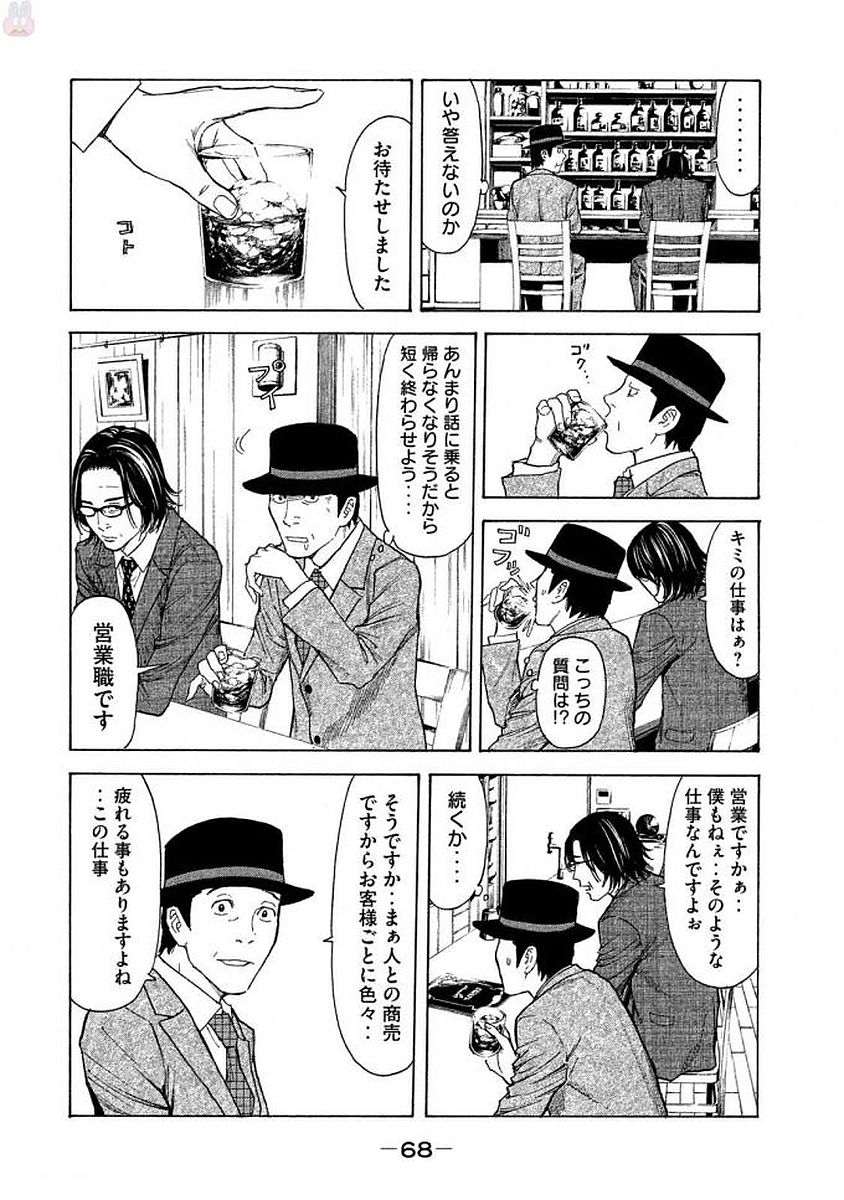 ・・・・・・・
いや答えないのか
お待たせしました
コト
ゴク・・・
キミの仕事はぁ？
ゴフッ
こっちの
質問は！？
あんまり話に乗ると
帰らなくなりそうだから
短く終わらせよう・・・・
プイ
営業職です
営業ですかぁ・・
僕もねぇ・・そのような
仕事なんですよぉ
続くか・・・・
そうですか・・まぁ人との商売
ですからお客様ごとに色々・・
疲れる事もありますよね
・・この仕事
—68—